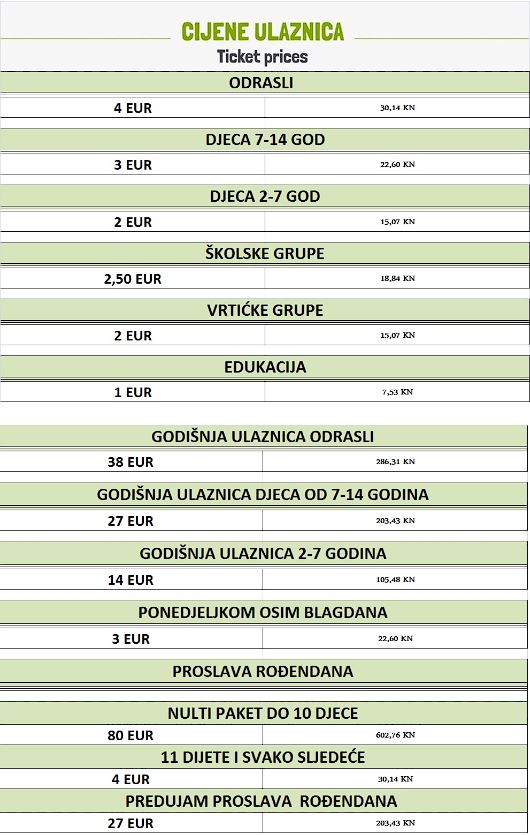 CIJENE ULAZNICA
Ticket prices
ODRASLI
4 EUR 30,14 KN
DJECA 7-14 GOD
3 EUR 22,60 KN
DJECA 2-7 GOD
2 EUR 15,07 KN
ŠKOLSKE GRUPE
2,50 EUR 18,84 KN
VRTIĆKE GRUPE
2 EUR 15,07 KN
EDUKACIJA
1 EUR 7,53 KN
GODIŠNJA ULAZNICA ODRASLI
38 EUR 286,31 KN
GODIŠNJA ULAZNICA DJECA OD 7-14 GODINA
27 EUR 203,43 KN
GODIŠNJA ULAZNICA 2-7 GODINA
14 EUR 105,48 KN
PONEDJELJKOM OSIM BLAGDANA
3 EUR 22,60 KN
PROSLAVA ROĐENDANA
NULTI PAKET DO 10 DJECE
80 EUR 602,76 KN
11 DIJETE I SVAKO SLJEDEĆE
4 EUR 30,14 KN
PREDUJAM PROSLAVA ROĐENDANA
27 EUR 203,43 KN